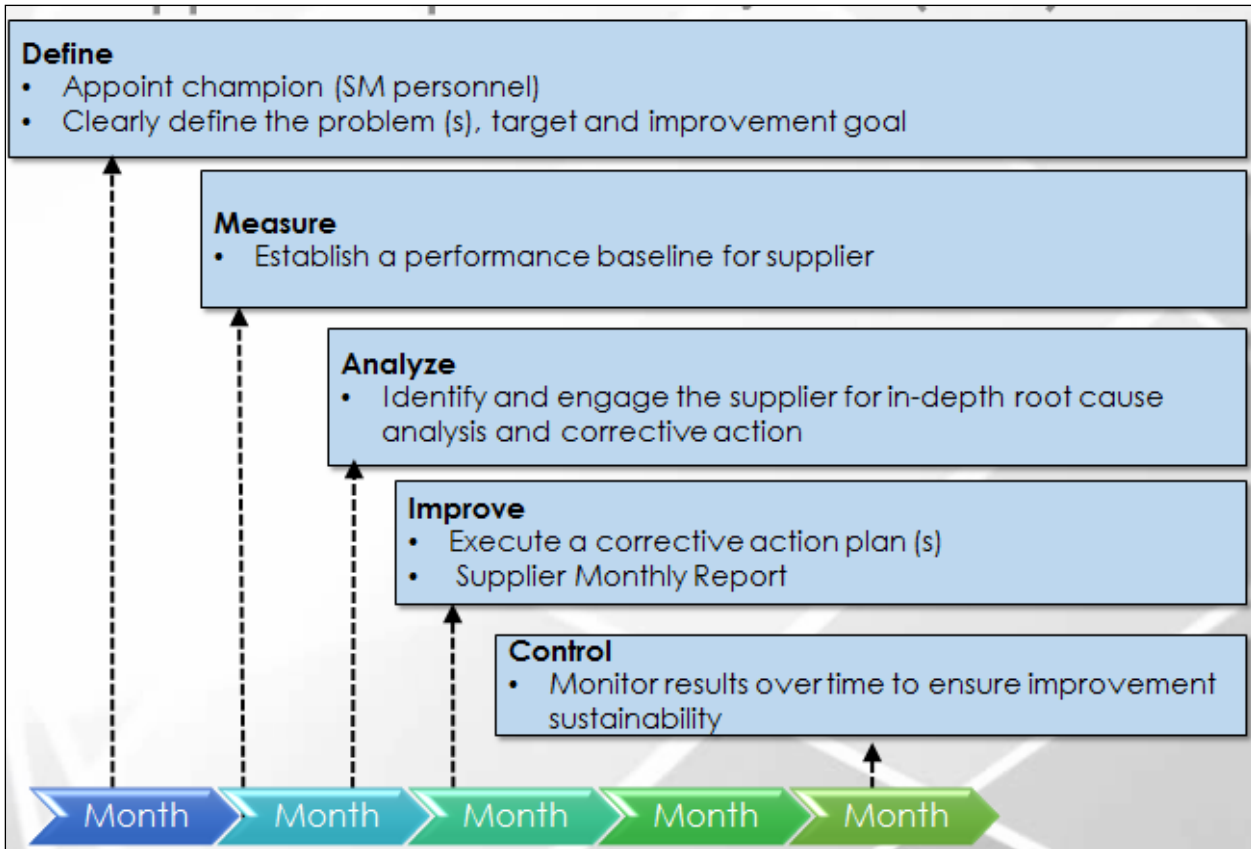 Define
• Appoint champion (SM personnel)
• Clearly define the problem (s), target and improvement goal
Measure
• Establish a performance baseline for supplier
Analyze
• Identify and engage the supplier for in-depth root cause
analysis and corrective action
Improve
• Execute a corrective action plan (s)
• Supplier Monthly Report
Control
• Monitor results over time to ensure improvement
sustainability
Month Month Month Month Month